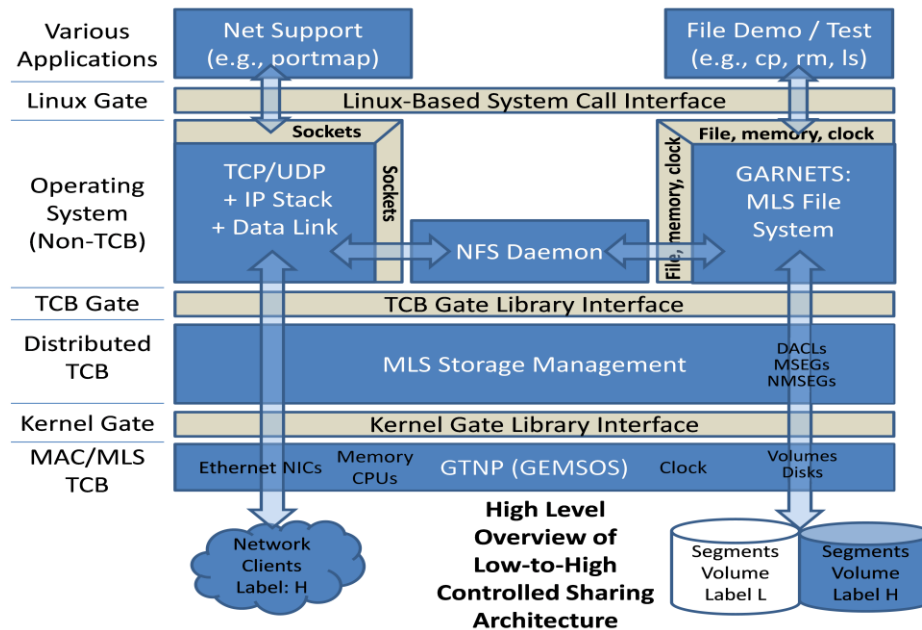 Various
Applications
Net Support
(e.g., portmap)
File Demo / Test
(e.g., cp, rm, ls)
Linux Gate
Linux-Based System Call Interface
Operating
System
(Non-TCB)
Sockets
TCP/UDP
+ IP Stack
+ Data Link
Sockets
NFS Daemon
File, memory, clock
File, memory, clock
GARNETS:
MLS File
System
TCB Gate
TCB Gate Library Interface
Distributed
TCB
MLS Storage Management
DACLs
MSEGs
NMSEGs
Kernel Gate
Kernel Gate Library Interface
MAC/MLS
TCB
Ethernet NICs
Memory
CPUs
GTNP (GEMSOS)
Clock
Volumes
Disks
Network
Clients
Label: H
High Level
Overview of
Low-to-High
Controlled Sharing
Architecture
Segments
Volume
Label L
Segments
Volume
Label H